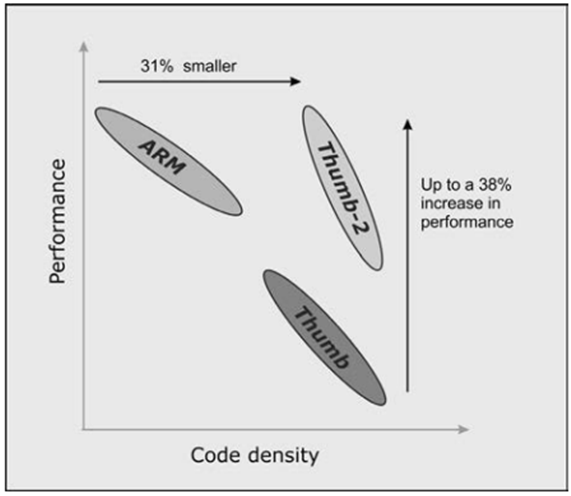 31% smaller
ARM
Thumb-2
Up to a 38%
increase in
performance
Thumb
Performance
Code density